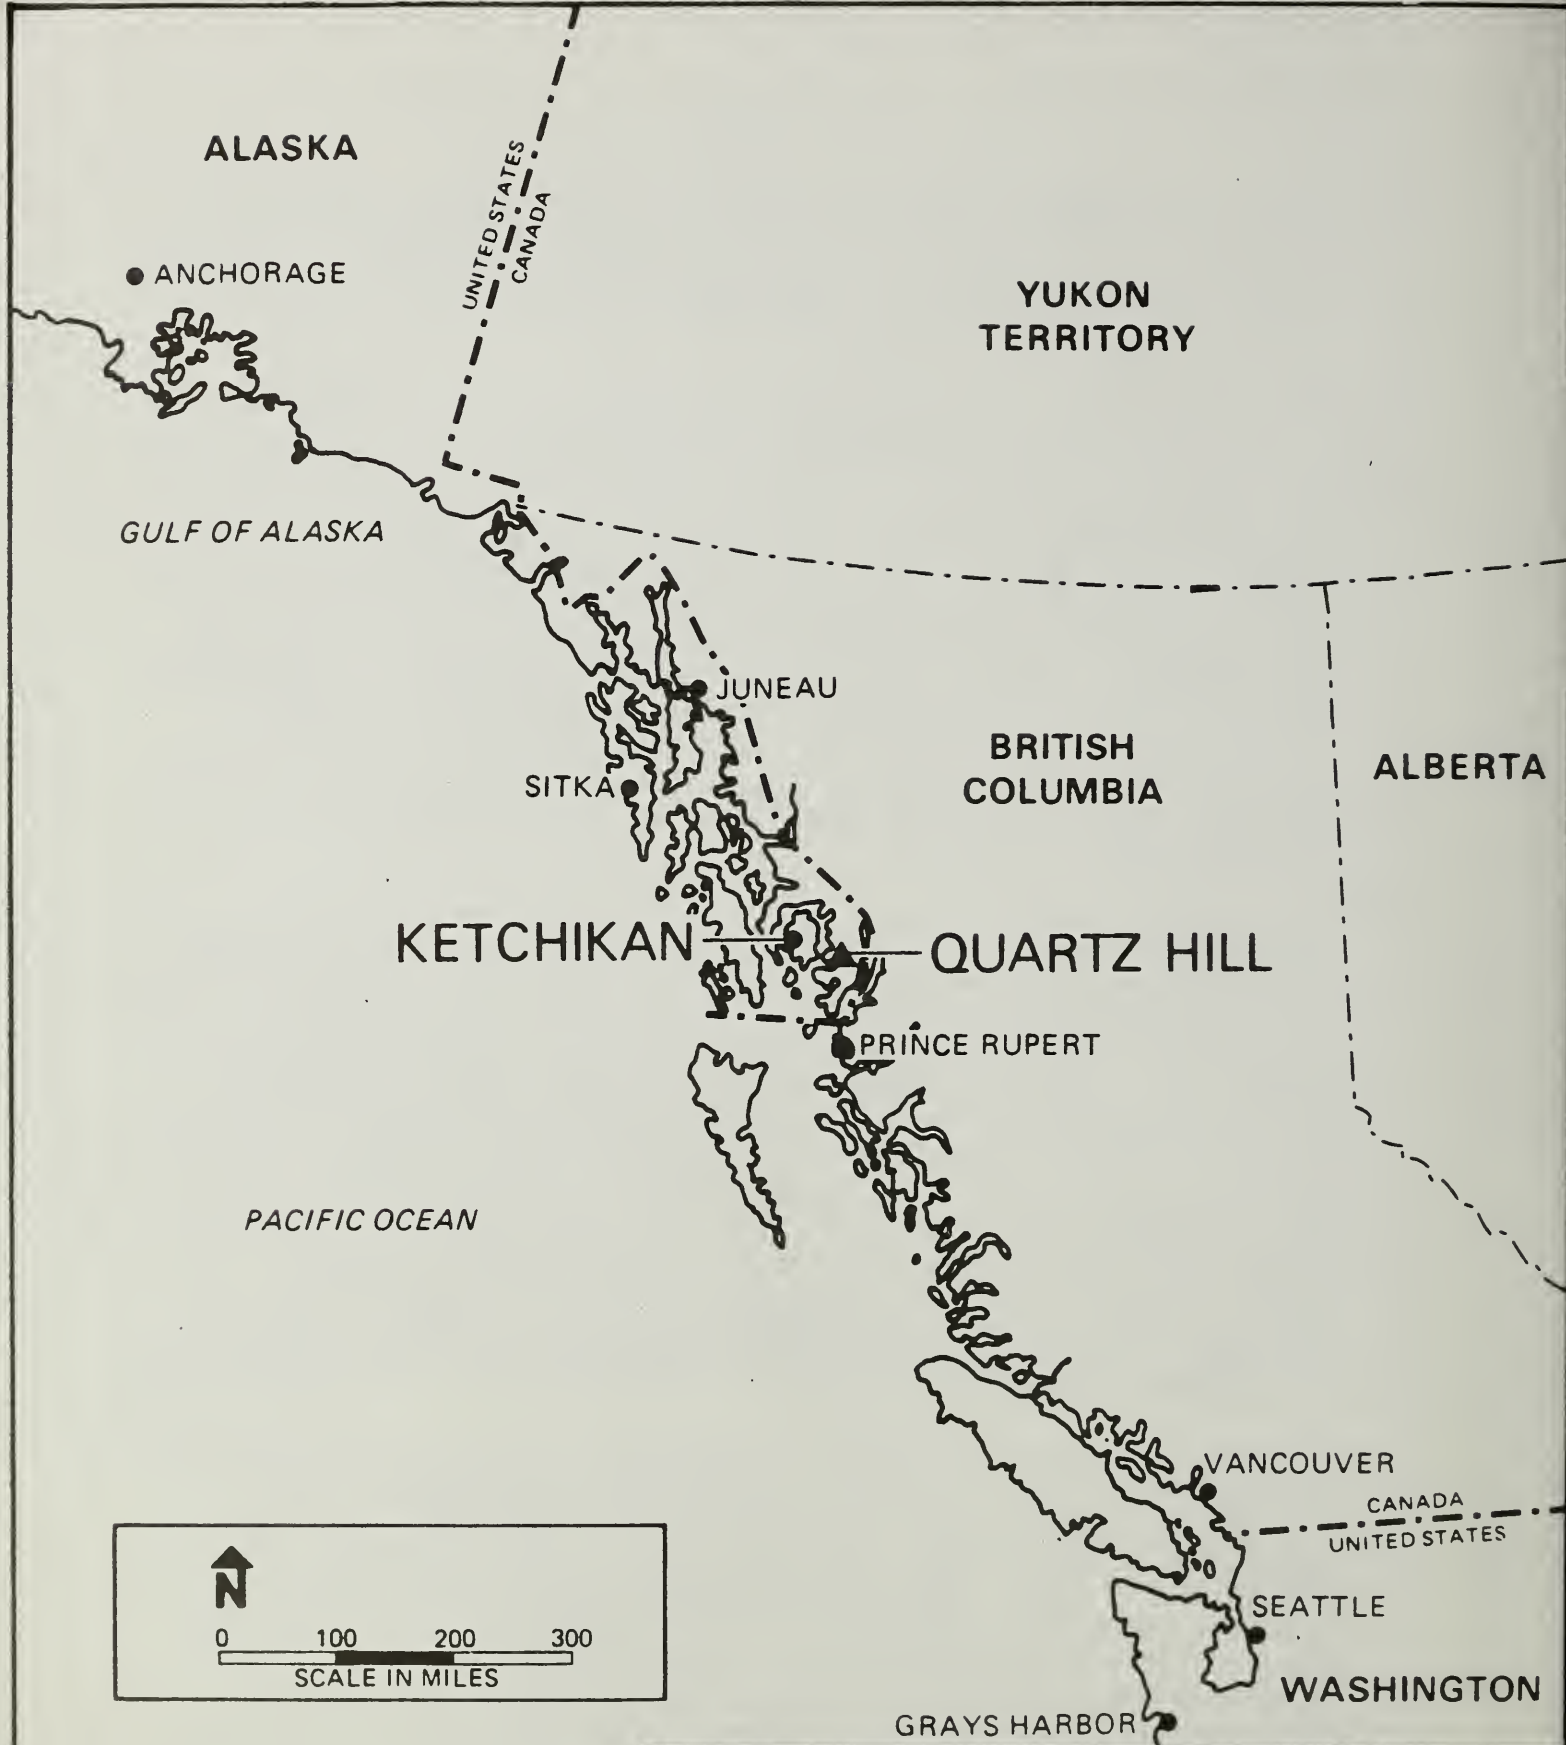 ALASKA
UNITED STATES
CANADA
ANCHORAGE
YUKON
TERRITORY
GULF OF ALASKA
JUNEAU
BRITISH
COLUMBIA
ALBERTA
SITKA
KETCHIKAN
QUARTZ HILL
PRINCE RUPERT
PACIFIC OCEAN
VANCOUVER
CANADA
UNITED STATES
N
0 100 200 300
SCALE IN MILES
SEATTLE
WASHINGTON
GRAYS HARBOR